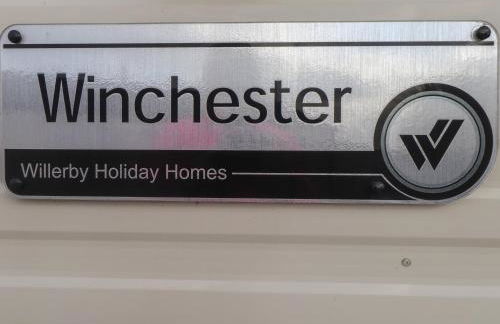 Winchester
Willerby Holiday Homes
W